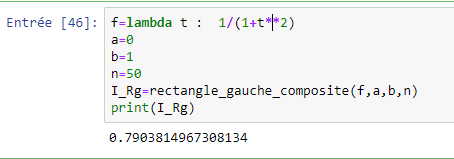 Entrée [46]: f=lambda t :  1/(1+t**2)
a=0
b=1
n=50
I_Rg=rectangle_gauche_composite(f,a,b,n)
print(I_Rg)
0.7903814967308134